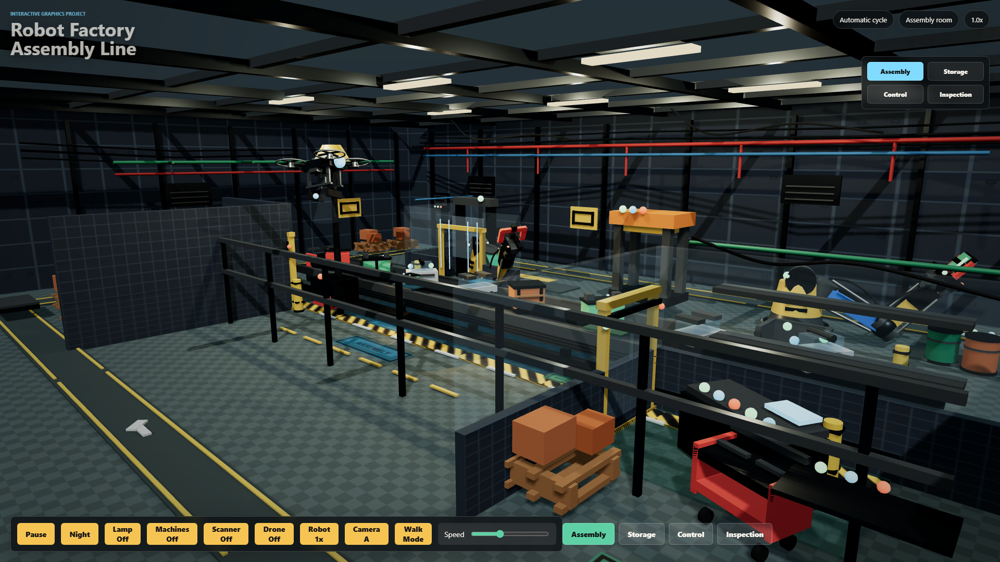 INTERACTIVE GRAPHICS PROJECT
Robot Factory
Assembly Line
Automatic cycle
Assembly room
1.0x
Assembly
Storage
Control
Inspection
ASSEMBLY
Pause
Night
Lamp
Off
Machines
Off
Scanner
Off
Drone
Off
Robot
1x
Camera
A
Walk
Mode
Speed
Assembly
Storage
Control
Inspection